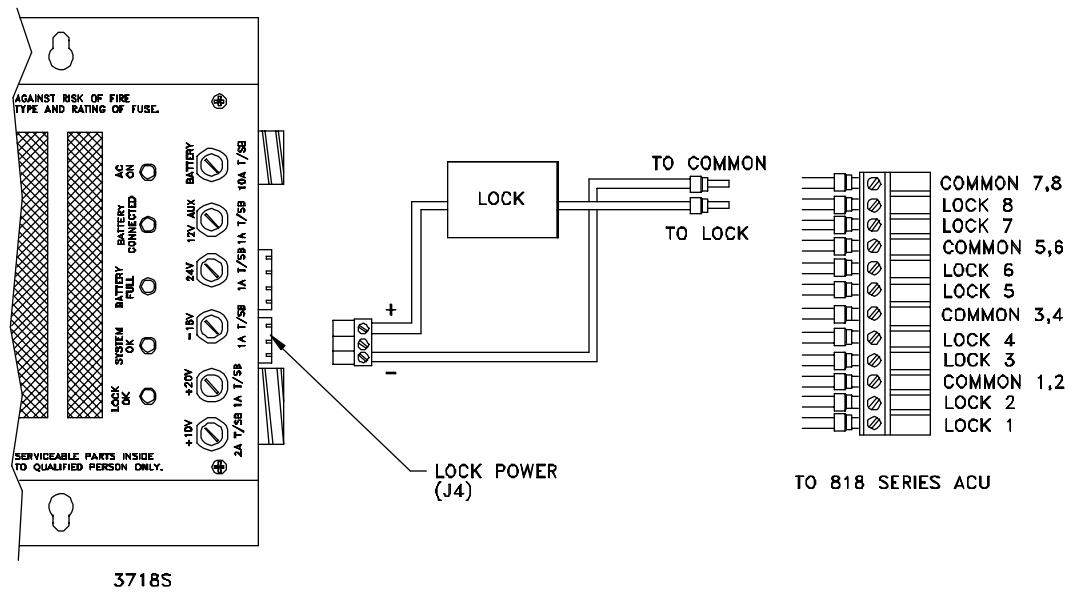 AGAINST RISK OF FIRE
TYPE AND RATING OF FUSE.
AC
ON
BATTERY
CONNECTED
BATTERY
FULL
SYSTEM
OK
LOCK
OK
BATTERY
10A T/SB
12V AUX
1A T/SB
24V
1A T/SB
-18V
1A T/SB
+20V
1A T/SB
+10V
2A T/SB
SERVICEABLE PARTS INSIDE
TO QUALIFIED PERSON ONLY.
3718S
LOCK POWER
(J4)
LOCK
+
-
TO COMMON
TO LOCK
COMMON 7,8
LOCK 8
LOCK 7
COMMON 5,6
LOCK 6
LOCK 5
COMMON 3,4
LOCK 4
LOCK 3
COMMON 1,2
LOCK 2
LOCK 1
TO 818 SERIES ACU